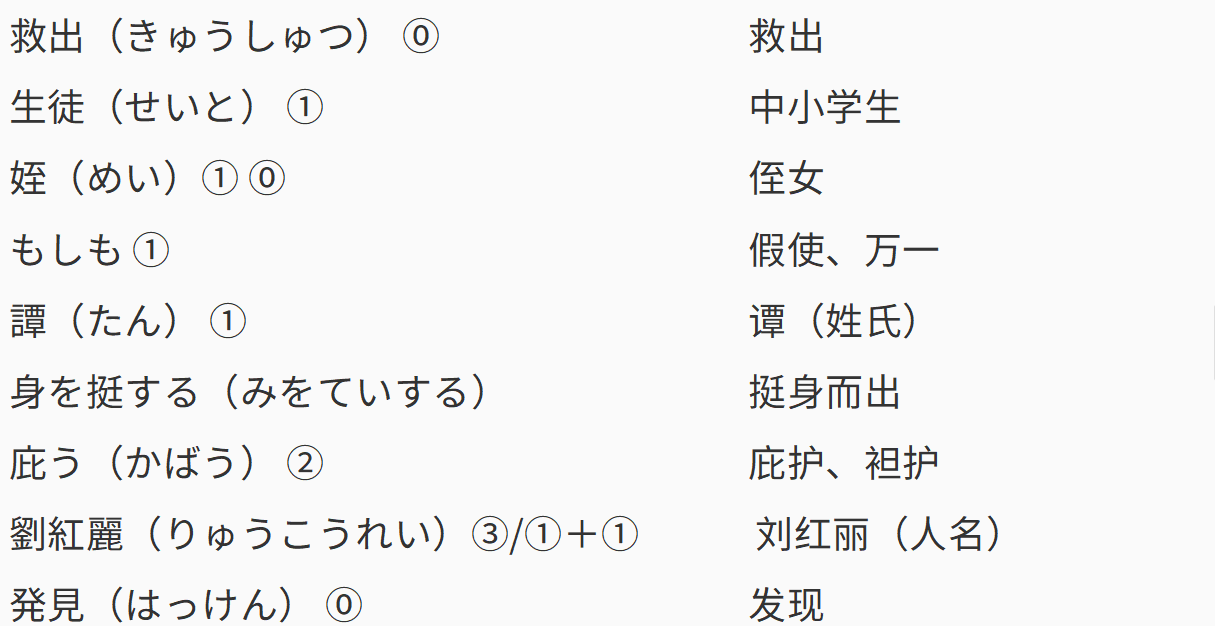 救出（きゅうしゅつ） ⓪ 救出
生徒（せいと） ① 中小学生
姪（めい）① ⓪ 侄女
もしも ① 假使、万一
譚（たん） ① 谭（姓氏）
身を挺する（みをていする） 挺身而出
庇う（かばう） ② 庇护、袒护
劉紅麗（りゅうこうれい）③/①＋① 刘红丽（人名）
発見（はっけん） ⓪ 发现